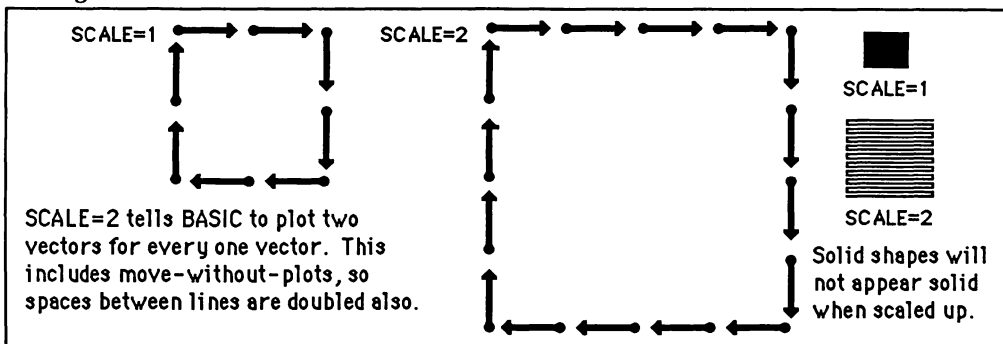 SCALE=1
SCALE=2
SCALE=1
SCALE=2
SCALE=2 tells BASIC to plot two
vectors for every one vector. This
includes move-without-plots, so
spaces between lines are doubled also.
Solid shapes will
not appear solid
when scaled up.